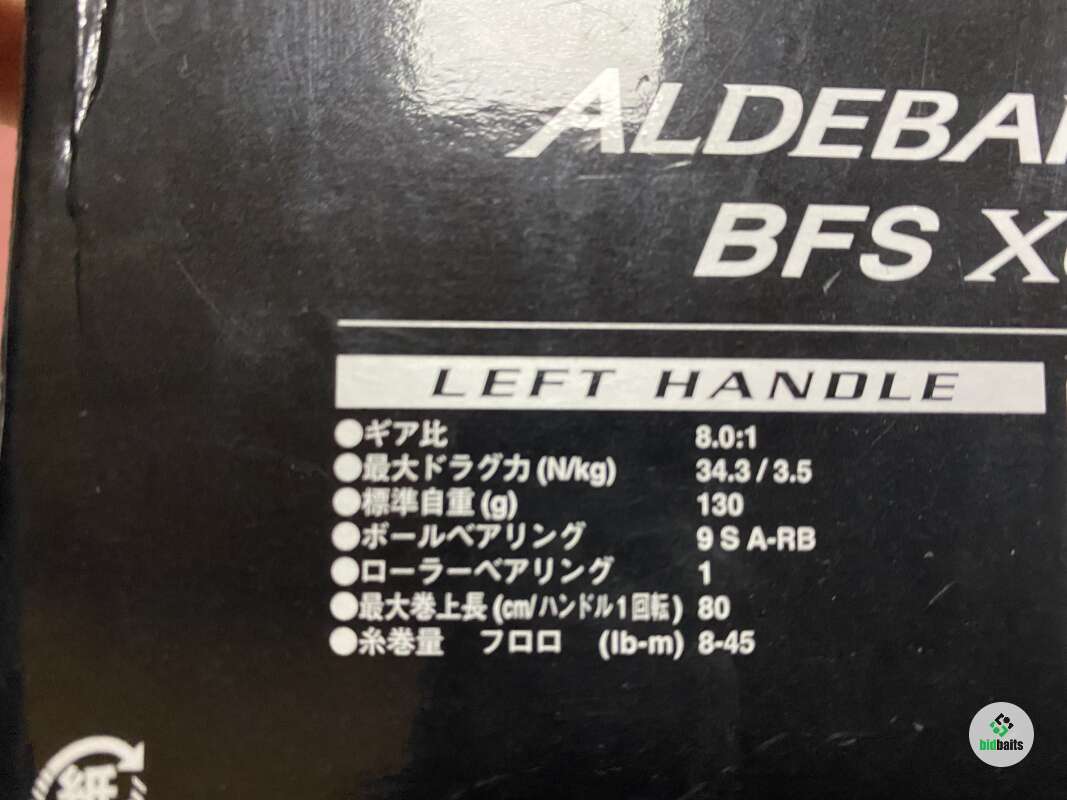 ALDEBA
BFS X
LEFT HANDLE
●ギア比 8.0:1
●最大ドラグ力(N/kg) 34.3/3.5
●標準自重(g) 130
●ボールベアリング 9 S A-RB
●ローラーベアリング 1
●最大巻上長(cm/ハンドル1回転) 80
●糸巻量 フロロ (lb-m) 8-45
bidbaits